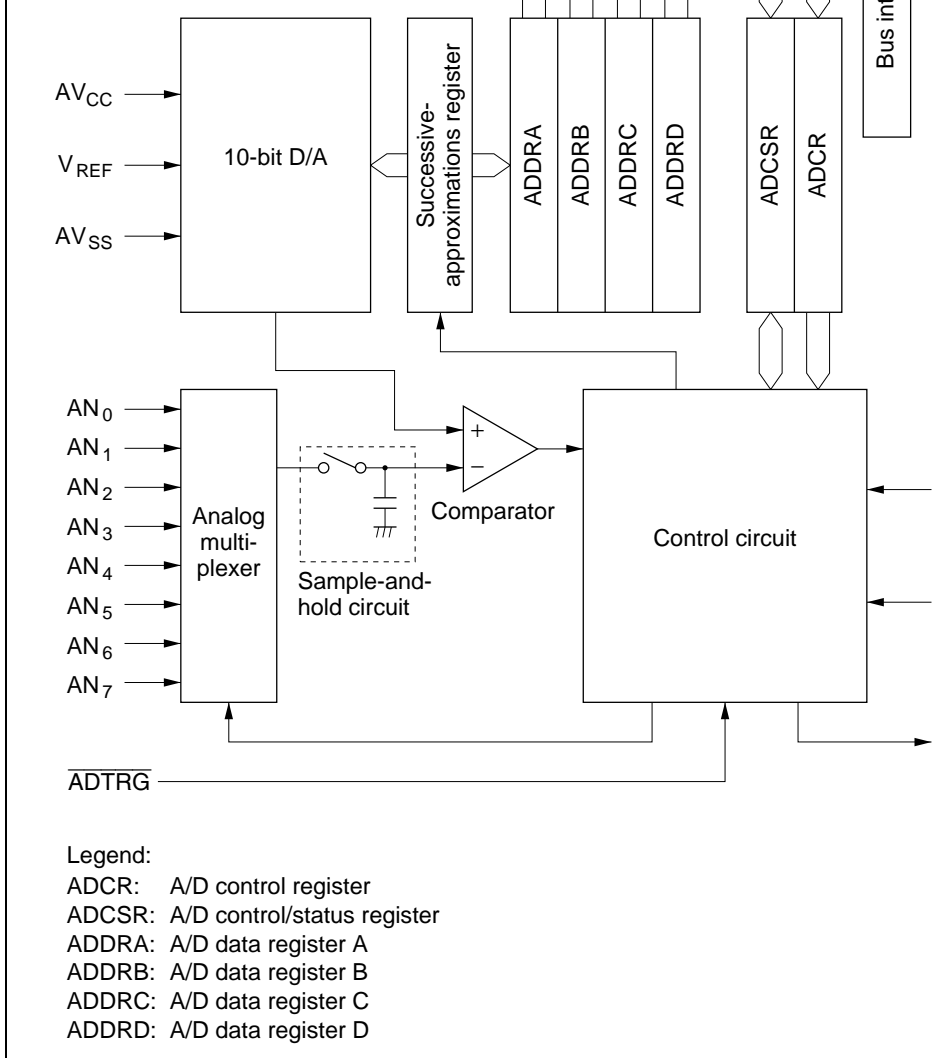 Bus int
AVCC
VREF
AVSS
10-bit D/A
Successive-
approximations register
ADDRA
ADDRB
ADDRC
ADDRD
ADCSR
ADCR
AN0
AN1
AN2
AN3
AN4
AN5
AN6
AN7
Analog
multi-
plexer
Sample-and-
hold circuit
+
−
Comparator
Control circuit
ADTRG
Legend:
ADCR: A/D control register
ADCSR: A/D control/status register
ADDRA: A/D data register A
ADDRB: A/D data register B
ADDRC: A/D data register C
ADDRD: A/D data register D